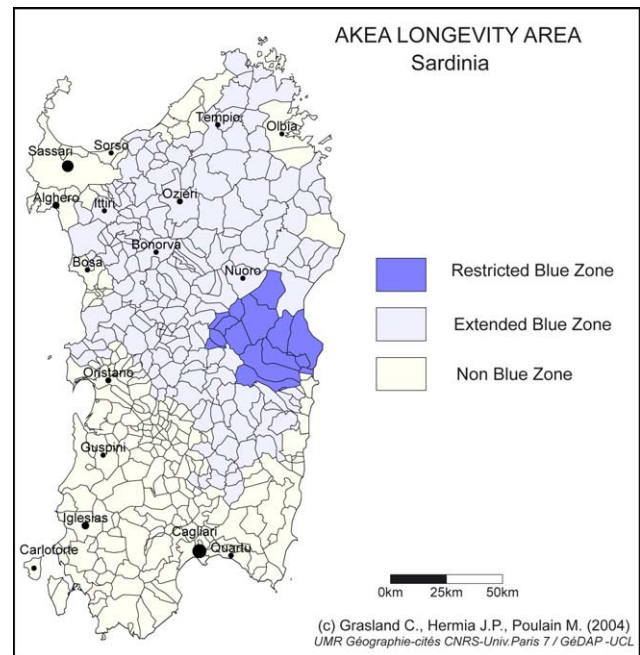 AKEA LONGEVITY AREA
Sardinia
Tempio
Olbia
Sorso
Sassari
Alghero
Ittiri
Ozieri
Bonorva
Bosa
Nuoro
Restricted Blue Zone
Extended Blue Zone
Non Blue Zone
Oristano
Guspini
Iglesias
Cagliari
Carloforte
Quartu
0km 25km 50km
(c) Grasland C., Hermia J.P., Poulain M. (2004)
UMR Géographie-cités CNRS-Univ.Paris 7 / GéDAP -UCL